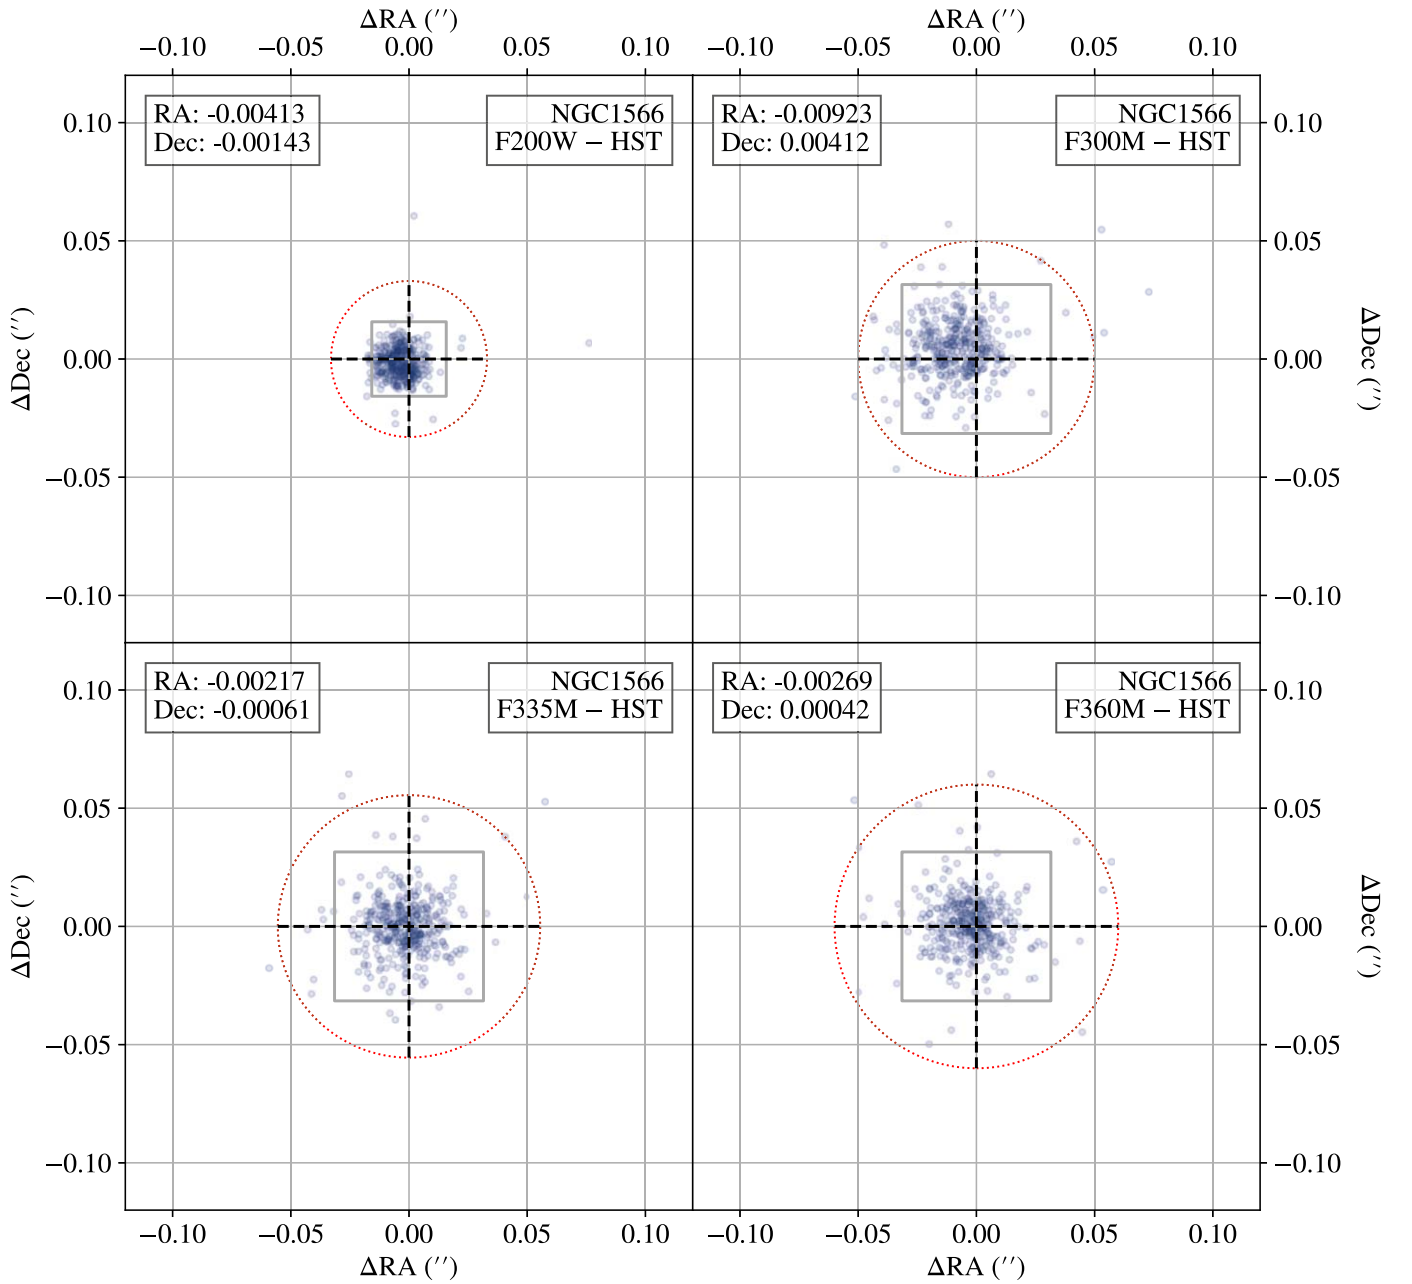 ΔRA (′′)
ΔRA (′′)
−0.10 −0.05 0.00 0.05 0.10
−0.10 −0.05 0.00 0.05 0.10
RA: -0.00413
Dec: -0.00143
NGC1566
F200W − HST
RA: -0.00923
Dec: 0.00412
NGC1566
F300M − HST
0.10
0.05
0.00
−0.05
−0.10
ΔDec (′′)
0.10
0.05
0.00
−0.05
−0.10
ΔDec (′′)
RA: -0.00217
Dec: -0.00061
NGC1566
F335M − HST
RA: -0.00269
Dec: 0.00042
NGC1566
F360M − HST
0.10
0.05
0.00
−0.05
−0.10
ΔDec (′′)
0.10
0.05
0.00
−0.05
−0.10
ΔDec (′′)
−0.10 −0.05 0.00 0.05 0.10
−0.10 −0.05 0.00 0.05 0.10
ΔRA (′′)
ΔRA (′′)